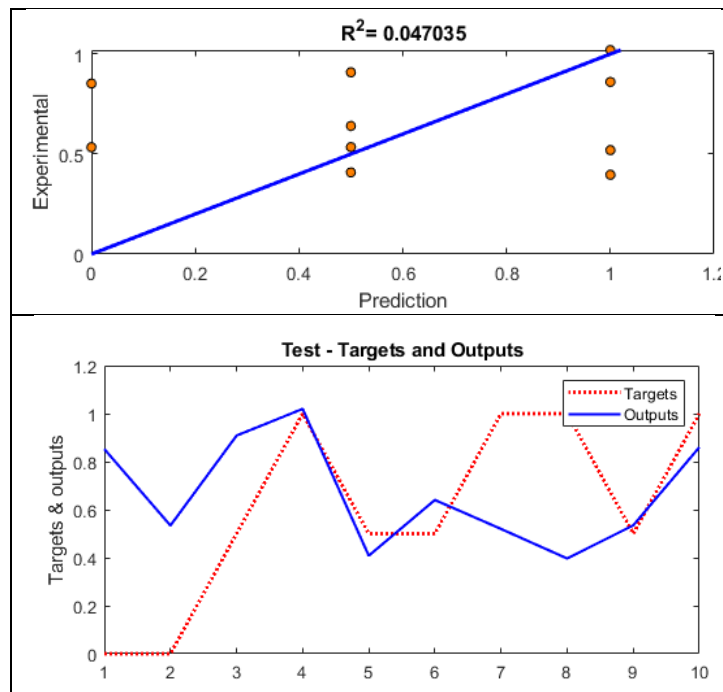 R²= 0.047035
1
0.5
0
Experimental
0 0.2 0.4 0.6 0.8 1 1.2
Prediction
Test - Targets and Outputs
1.2
1
0.8
0.6
0.4
0.2
0
Targets & outputs
Targets
Outputs
1 2 3 4 5 6 7 8 9 10